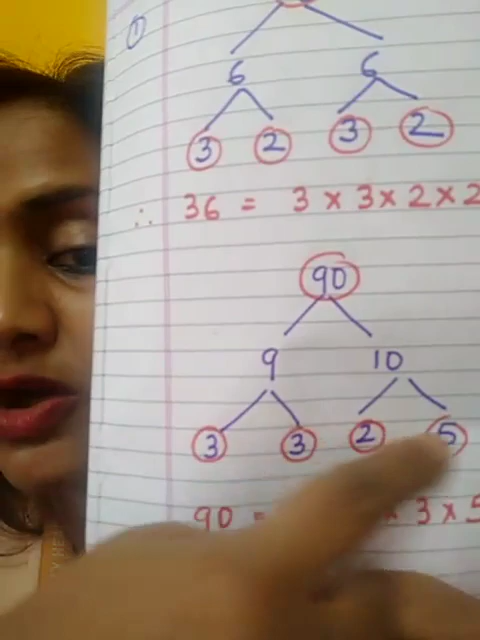 ①
6 6
3 2 3 2
∴ 36 = 3 × 3 × 2 × 2
90
9 10
3 3 2 5
90 = × 3 × 5